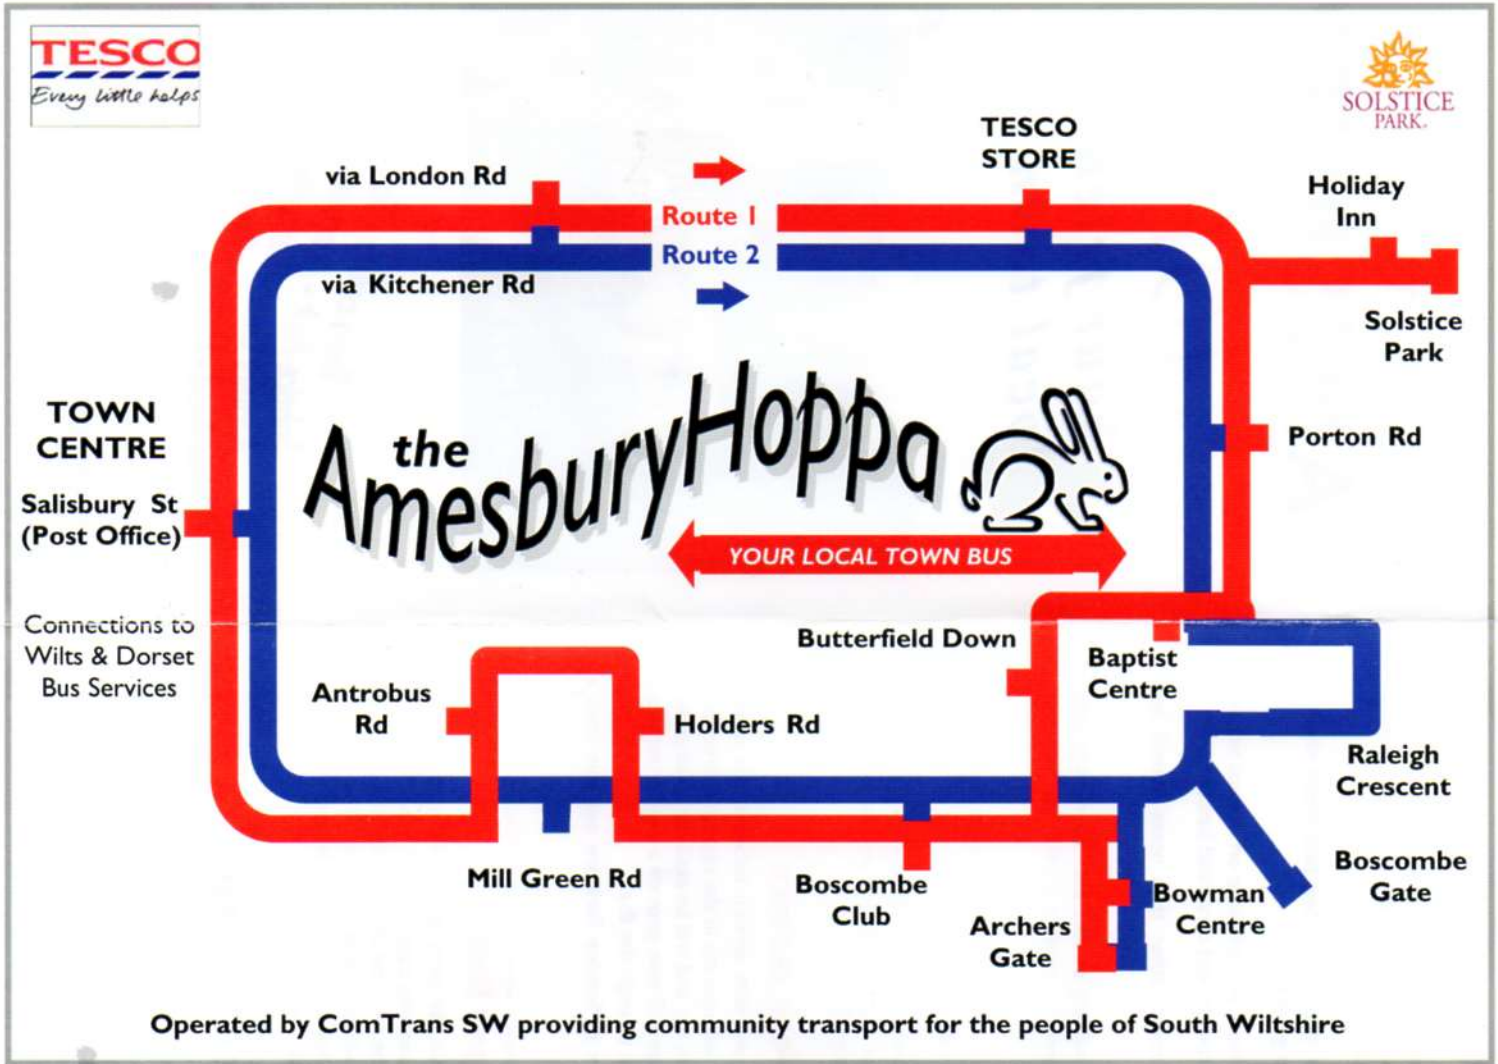 TESCO
Every little helps
SOLSTICE
PARK.
TESCO
STORE
via London Rd
Holiday
Inn
Route 1
Route 2
via Kitchener Rd
Solstice
Park
TOWN
CENTRE
the
AmesburyHoppa
Porton Rd
Salisbury St
(Post Office)
YOUR LOCAL TOWN BUS
Connections to
Wilts & Dorset
Bus Services
Butterfield Down
Baptist
Centre
Antrobus
Rd
Holders Rd
Raleigh
Crescent
Mill Green Rd
Boscombe
Club
Boscombe
Gate
Bowman
Centre
Archers
Gate
Operated by ComTrans SW providing community transport for the people of South Wiltshire